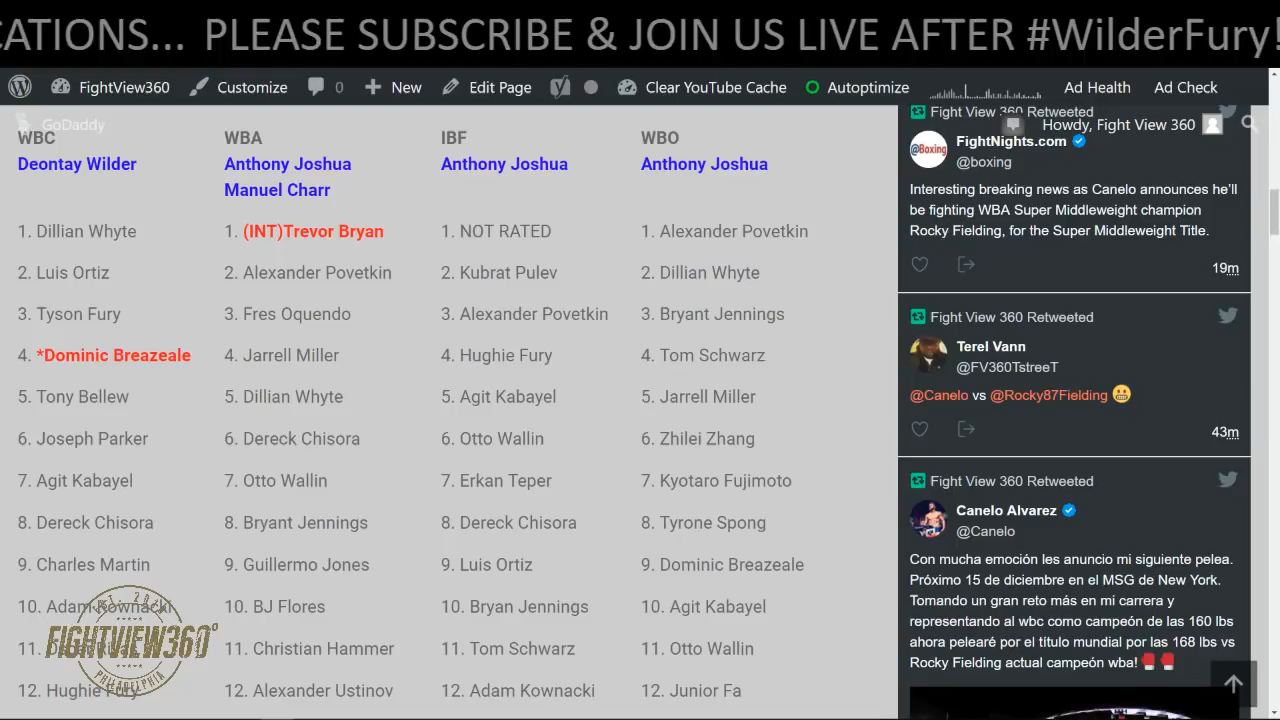 CATIONS... PLEASE SUBSCRIBE & JOIN US LIVE AFTER #WilderFury!
FightView360 Customize 0 New Edit Page Clear YouTube Cache Autoptimize Ad Health Ad Check
GoDaddy
Howdy, Fight View 360
WBC
Deontay Wilder
1. Dillian Whyte
2. Luis Ortiz
3. Tyson Fury
4. *Dominic Breazeale
5. Tony Bellew
6. Joseph Parker
7. Agit Kabayel
8. Dereck Chisora
9. Charles Martin
10. Adam Kownacki
11.
12. Hughie Fury
WBA
Anthony Joshua
Manuel Charr
1. (INT)Trevor Bryan
2. Alexander Povetkin
3. Fres Oquendo
4. Jarrell Miller
5. Dillian Whyte
6. Dereck Chisora
7. Otto Wallin
8. Bryant Jennings
9. Guillermo Jones
10. BJ Flores
11. Christian Hammer
12. Alexander Ustinov
IBF
Anthony Joshua
1. NOT RATED
2. Kubrat Pulev
3. Alexander Povetkin
4. Hughie Fury
5. Agit Kabayel
6. Otto Wallin
7. Erkan Teper
8. Dereck Chisora
9. Luis Ortiz
10. Bryan Jennings
11. Tom Schwarz
12. Adam Kownacki
WBO
Anthony Joshua
1. Alexander Povetkin
2. Dillian Whyte
3. Bryant Jennings
4. Tom Schwarz
5. Jarrell Miller
6. Zhilei Zhang
7. Kyotaro Fujimoto
8. Tyrone Spong
9. Dominic Breazeale
10. Agit Kabayel
11. Otto Wallin
12. Junior Fa
Fight View 360 Retweeted
FightNights.com
@boxing
@Boxing
Interesting breaking news as Canelo announces he'll
be fighting WBA Super Middleweight champion
Rocky Fielding, for the Super Middleweight Title.
19m
Fight View 360 Retweeted
Terel Vann
@FV360TstreeT
@Canelo vs @Rocky87Fielding 😬
43m
Fight View 360 Retweeted
Canelo Alvarez
@Canelo
Con mucha emoción les anuncio mi siguiente pelea.
Próximo 15 de diciembre en el MSG de New York.
Tomando un gran reto más en mi carrera y
representando al wbc como campeón de las 160 lbs
ahora pelearé por el título mundial por las 168 lbs vs
Rocky Fielding actual campeón wba! 🥊🥊
FIGHTVIEW360°
PHILADELPHIA